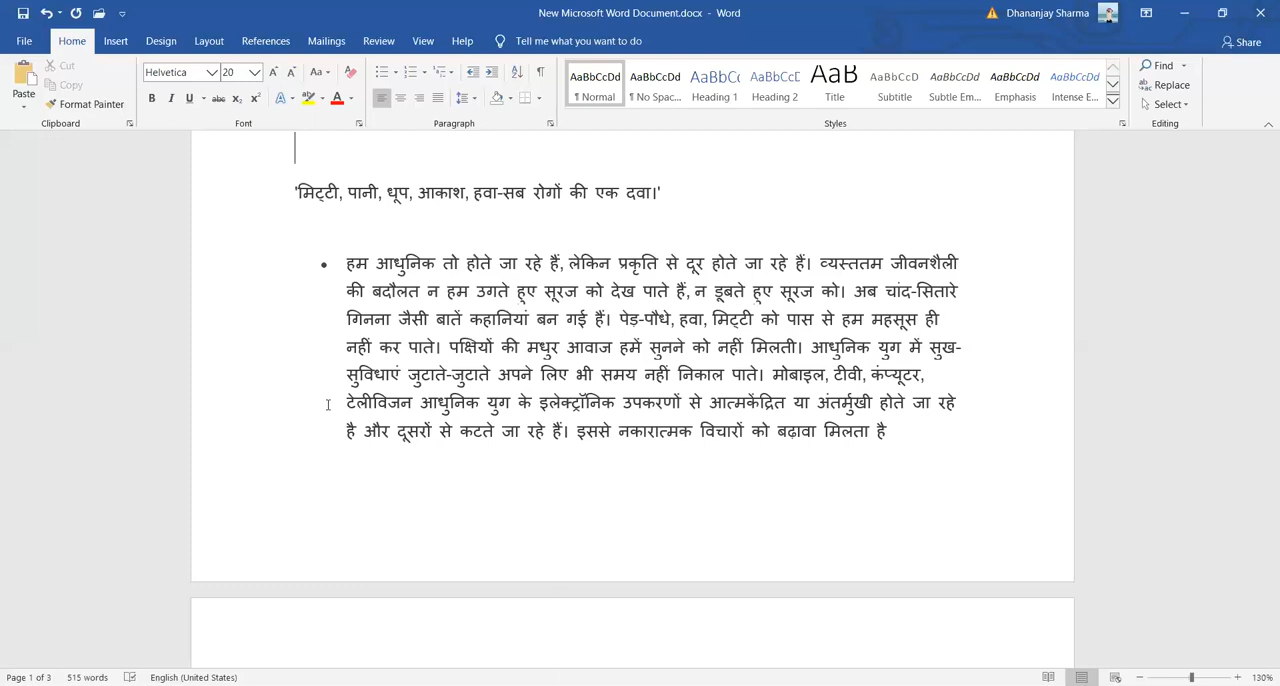 New Microsoft Word Document.docx - Word
Dhananjay Sharma
File Home Insert Design Layout References Mailings Review View Help Tell me what you want to do
Share
Paste
Cut
Copy
Format Painter
Clipboard
Helvetica 20
Aa
B I U abc x₂ x² A A
Font
Paragraph
AaBbCcDd AaBbCcDd AaBbCc AaBbCcE AaB AaBbCcDd AaBbCcDd AaBbCcDd AaBbCcDd
¶ Normal ¶ No Spac... Heading 1 Heading 2 Title Subtitle Subtle Em... Emphasis Intense E...
Styles
Find
Replace
Select
Editing
'मिट्टी, पानी, धूप, आकाश, हवा-सब रोगों की एक दवा।'
• हम आधुनिक तो होते जा रहे हैं, लेकिन प्रकृति से दूर होते जा रहे हैं। व्यस्ततम जीवनशैली
की बदौलत न हम उगते हूए सूरज को देख पाते हैं, न डूबते हूए सूरज को। अब चांद-सितारे
गिनना जैसी बातें कहानियां बन गई हैं। पेड़-पौधे, हवा, मिट्टी को पास से हम महसूस ही
नहीं कर पाते। पक्षियों की मधुर आवाज हमें सुनने को नहीं मिलती। आधुनिक युग में सुख-
सुविधाएं जुटाते-जुटाते अपने लिए भी समय नहीं निकाल पाते। मोबाइल, टीवी, कंप्यूटर,
टेलीविजन आधुनिक युग के इलेक्ट्रॉनिक उपकरणों से आत्मकेंद्रित या अंतर्मुखी होते जा रहे
है और दूसरों से कटते जा रहे हैं। इससे नकारात्मक विचारों को बढ़ावा मिलता है
Page 1 of 3 515 words English (United States) 130%